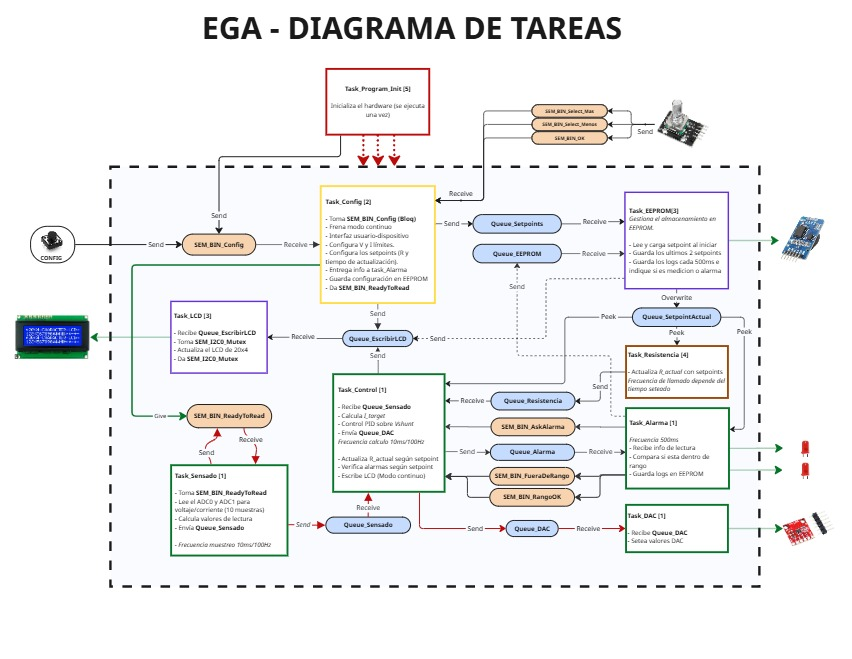 EGA - DIAGRAMA DE TAREAS
Task_Program_Init [5]
Inicializa el hardware (se ejecuta
una vez)
SEM_BIN_Select_Mas
SEM_BIN_Select_Menos
SEM_BIN_OK
Send
Receive
Send
Task_Config [2]
- Toma SEM_BIN_Config (Bloq)
- Frena modo continuo
- Interfaz usuario-dispositivo
- Configura V y I límites.
- Configura los setpoints (R y
tiempo de actualización).
- Entrega info a task_Alarma
- Guarda configuración en EEPROM
- Da SEM_BIN_ReadyToRead
CONFIG
Send
SEM_BIN_Config
Receive
Send
Queue_Setpoints
Receive
Queue_EEPROM
Receive
Send
Task_EEPROM[3]
Gestiona el almacenamiento en
EEPROM.
- Lee y carga setpoint al iniciar
- Guarda los ultimos 2 setpoints
- Guarda los logs cada 500ms e
indique si es medicion o alarma
Overwrite
Queue_SetpointActual
Peek
Peek
Peek
Task_LCD [3]
- Recibe Queue_EscribirLCD
- Toma SEM_I2C0_Mutex
- Actualiza el LCD de 20x4
- Da SEM_I2C0_Mutex
Receive
Send
Queue_EscribirLCD
Send
Send
Task_Resistencia [4]
- Actualiza R_actual con setpoints
Frecuencia de llamado depende del
tiempo seteado
Send
Task_Control [1]
- Recibe Queue_Sensado
- Calcula I_target
- Control PID sobre Vshunt
- Envía Queue_DAC
Frecuencia calculo 10ms/100Hz
- Actualiza R_actual según setpoint
- Verifica alarmas según setpoint
- Escribe LCD (Modo continuo)
Receive
Queue_Resistencia
SEM_BIN_AskAlarma
Send
Queue_Alarma
Receive
SEM_BIN_FueraDeRango
SEM_BIN_RangoOK
Task_Alarma [1]
Frecuencia 500ms
- Recibe info de lectura
- Compara si esta dentro de
rango
- Guarda logs en EEPROM
Give
SEM_BIN_ReadyToRead
Send
Receive
Task_Sensado [1]
- Toma SEM_BIN_ReadyToRead
- Lee el ADC0 y ADC1 para
voltaje/corriente (10 muestras)
- Calcula valores de lectura
- Envía Queue_Sensado
- Frecuencia muestreo 10ms/100Hz
Send
Queue_Sensado
Receive
Send
Queue_DAC
Receive
Task_DAC [1]
- Recibe Queue_DAC
- Setea valores DAC